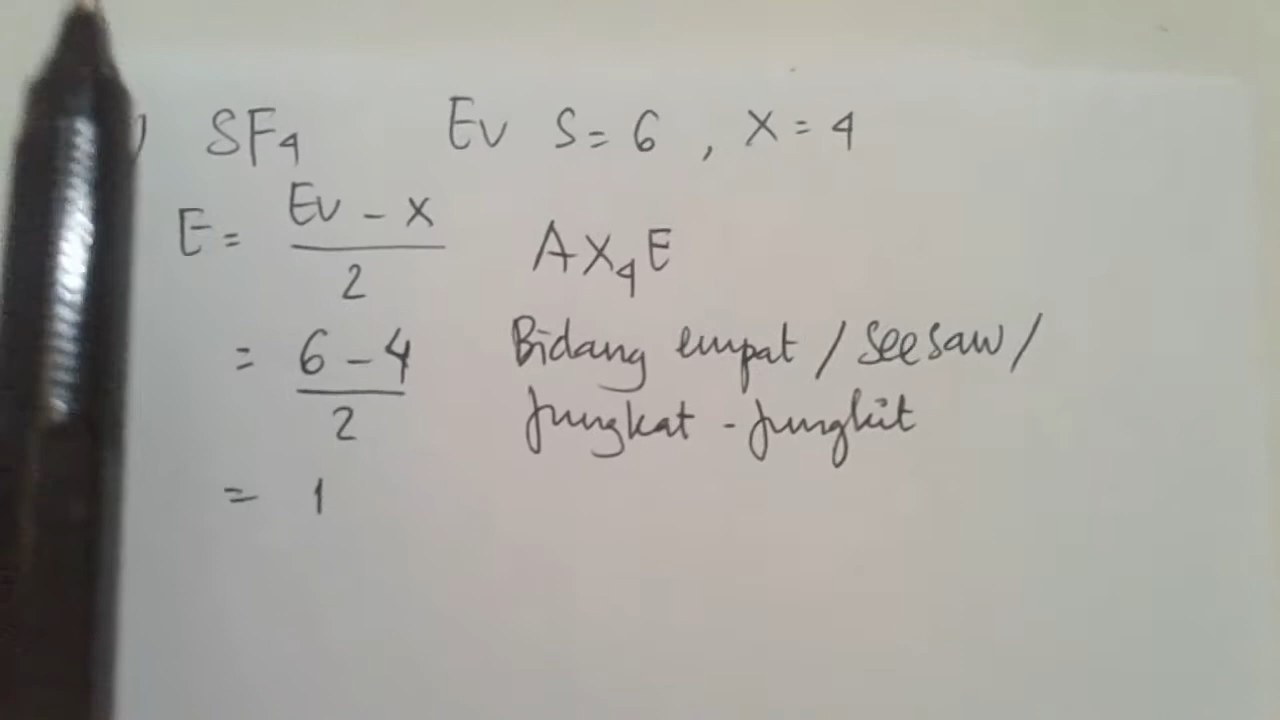 ) SF₄ Ev S = 6 , X = 4
E = Ev - X / 2
AX₄E
= 6 - 4 / 2
Bidang empat / seesaw /
Jungkat - Jungkit
= 1